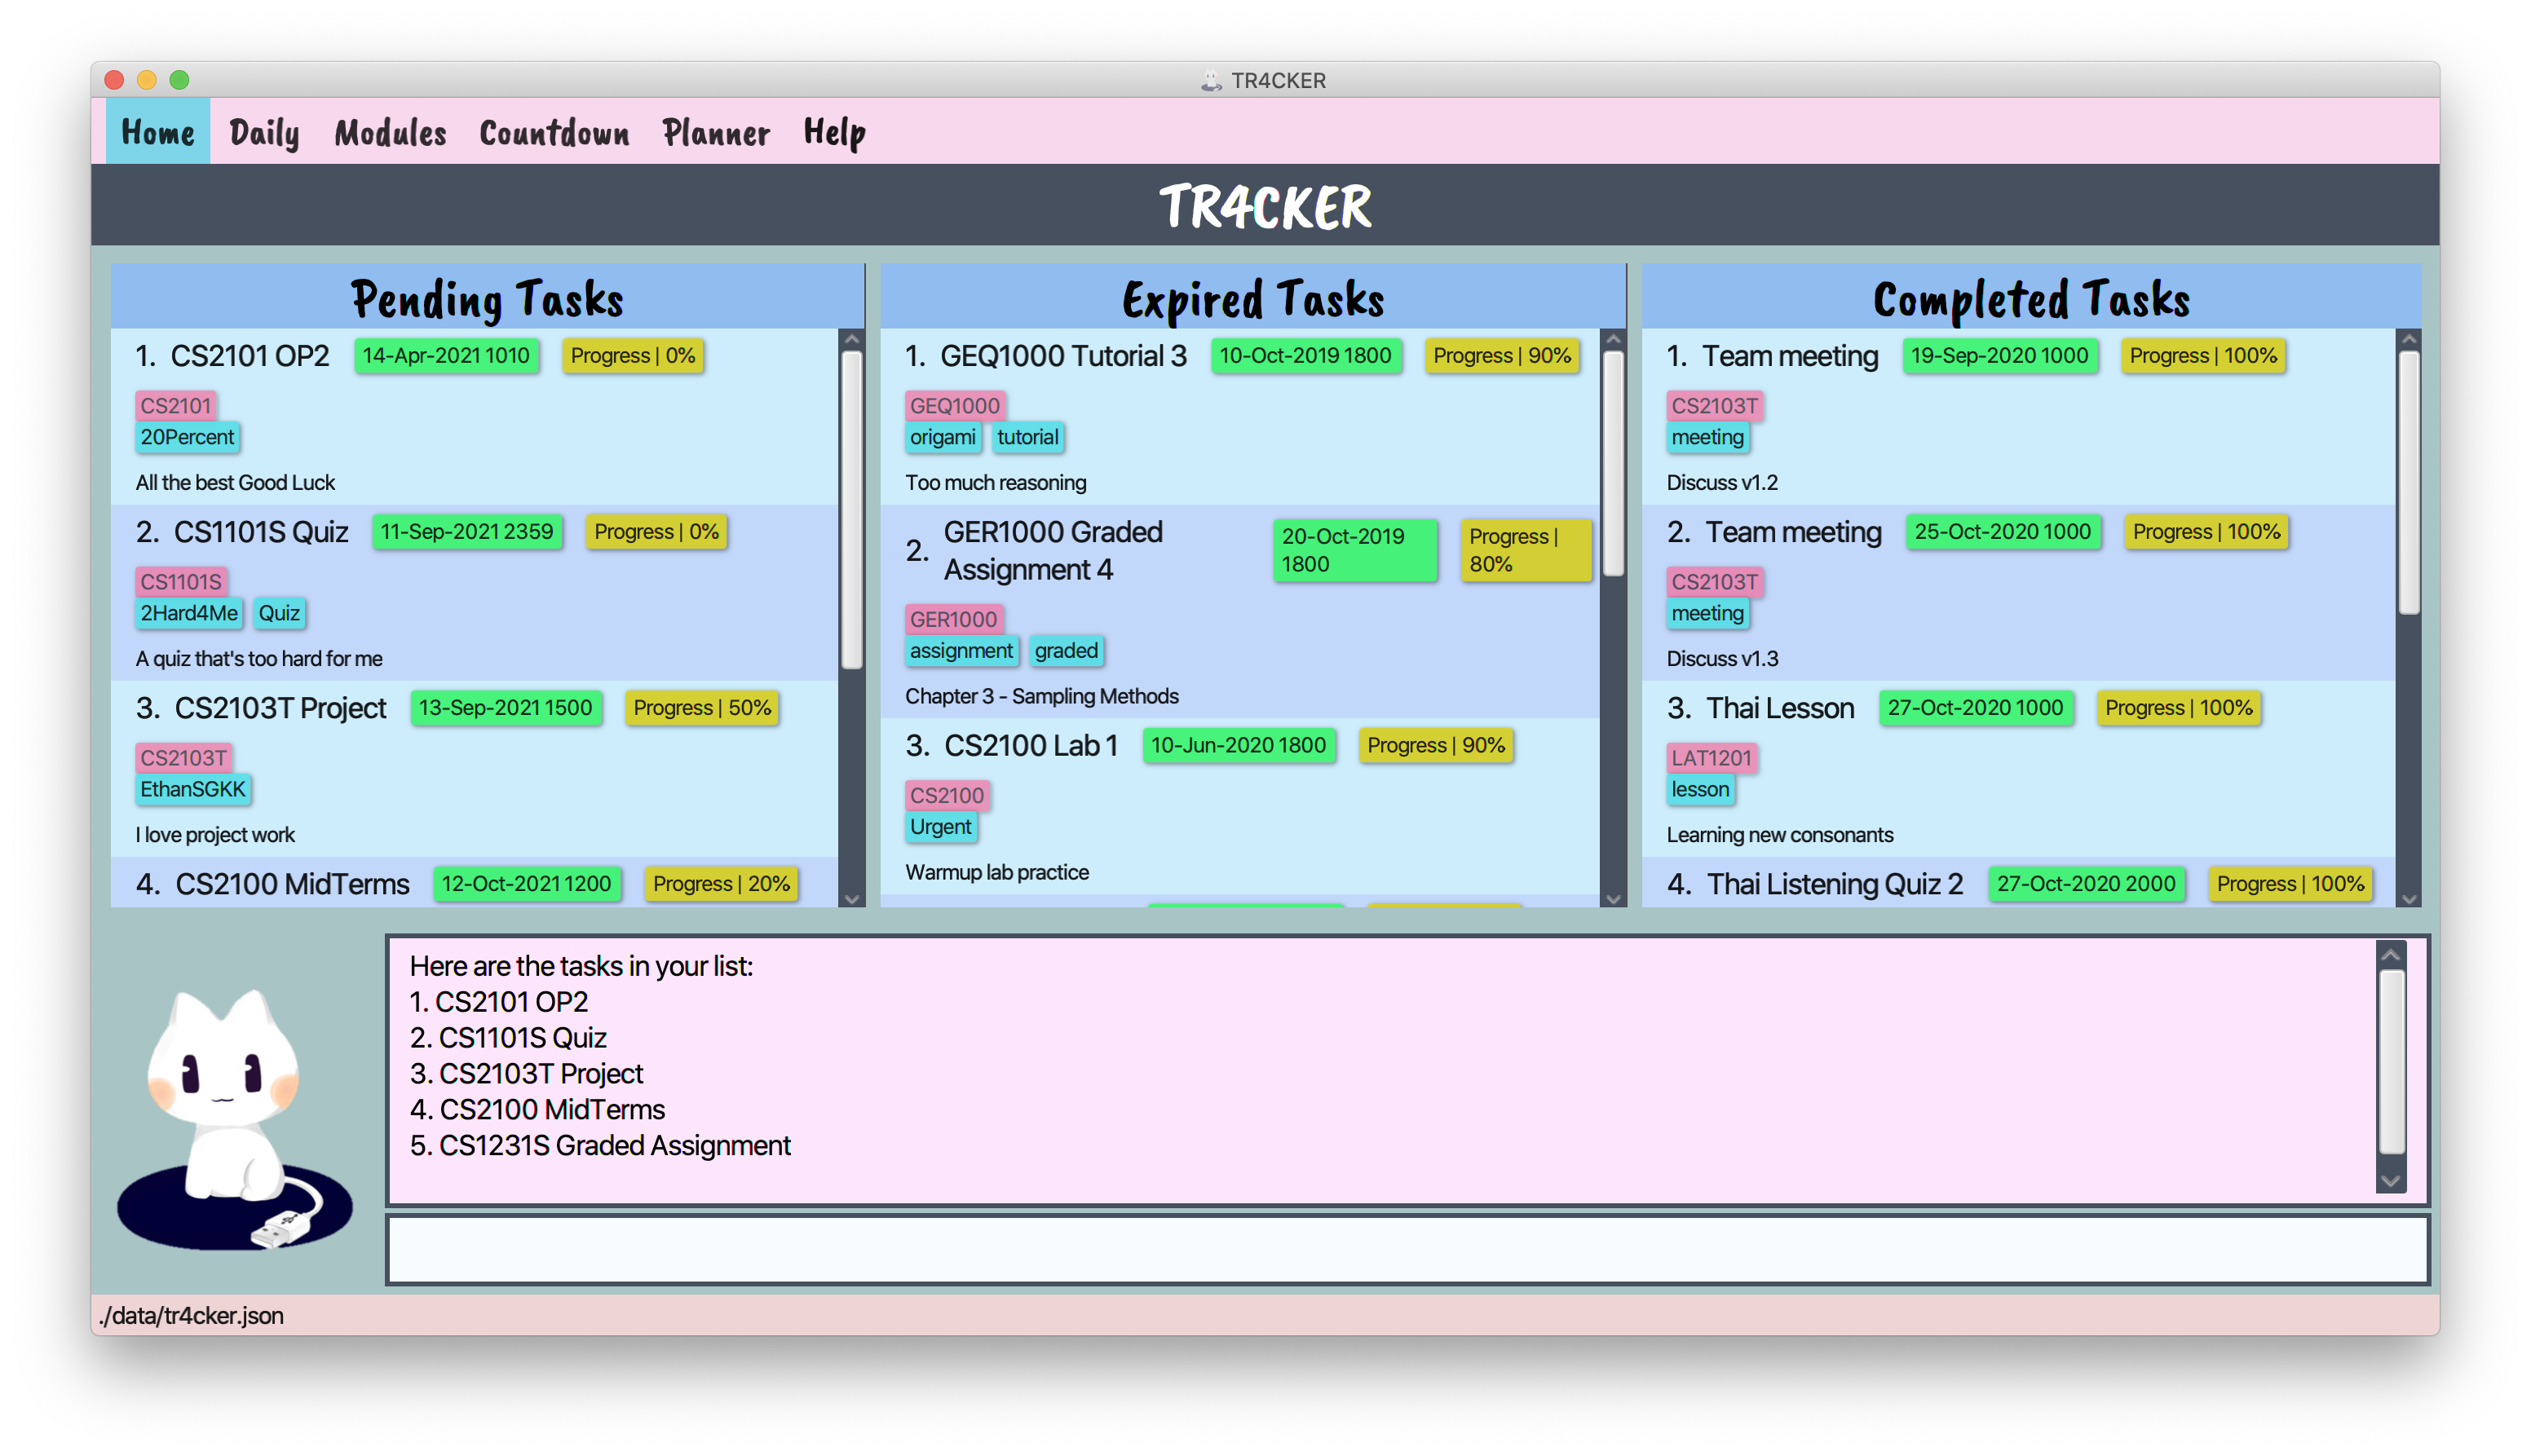 TR4CKER
Home Daily Modules Countdown Planner Help
TR4CKER
Pending Tasks
1. CS2101 OP2 14-Apr-2021 1010 Progress | 0%
CS2101
20Percent
All the best Good Luck
2. CS1101S Quiz 11-Sep-2021 2359 Progress | 0%
CS1101S
2Hard4Me Quiz
A quiz that's too hard for me
3. CS2103T Project 13-Sep-2021 1500 Progress | 50%
CS2103T
EthanSGKK
I love project work
4. CS2100 MidTerms 12-Oct-2021 1200 Progress | 20%
Expired Tasks
1. GEQ1000 Tutorial 3 10-Oct-2019 1800 Progress | 90%
GEQ1000
origami tutorial
Too much reasoning
2. GER1000 Graded
Assignment 4
20-Oct-2019
1800
Progress |
80%
GER1000
assignment graded
Chapter 3 - Sampling Methods
3. CS2100 Lab 1 10-Jun-2020 1800 Progress | 90%
CS2100
Urgent
Warmup lab practice
Completed Tasks
1. Team meeting 19-Sep-2020 1000 Progress | 100%
CS2103T
meeting
Discuss v1.2
2. Team meeting 25-Oct-2020 1000 Progress | 100%
CS2103T
meeting
Discuss v1.3
3. Thai Lesson 27-Oct-2020 1000 Progress | 100%
LAT1201
lesson
Learning new consonants
4. Thai Listening Quiz 2 27-Oct-2020 2000 Progress | 100%
Here are the tasks in your list:
1. CS2101 OP2
2. CS1101S Quiz
3. CS2103T Project
4. CS2100 MidTerms
5. CS1231S Graded Assignment
./data/tr4cker.json